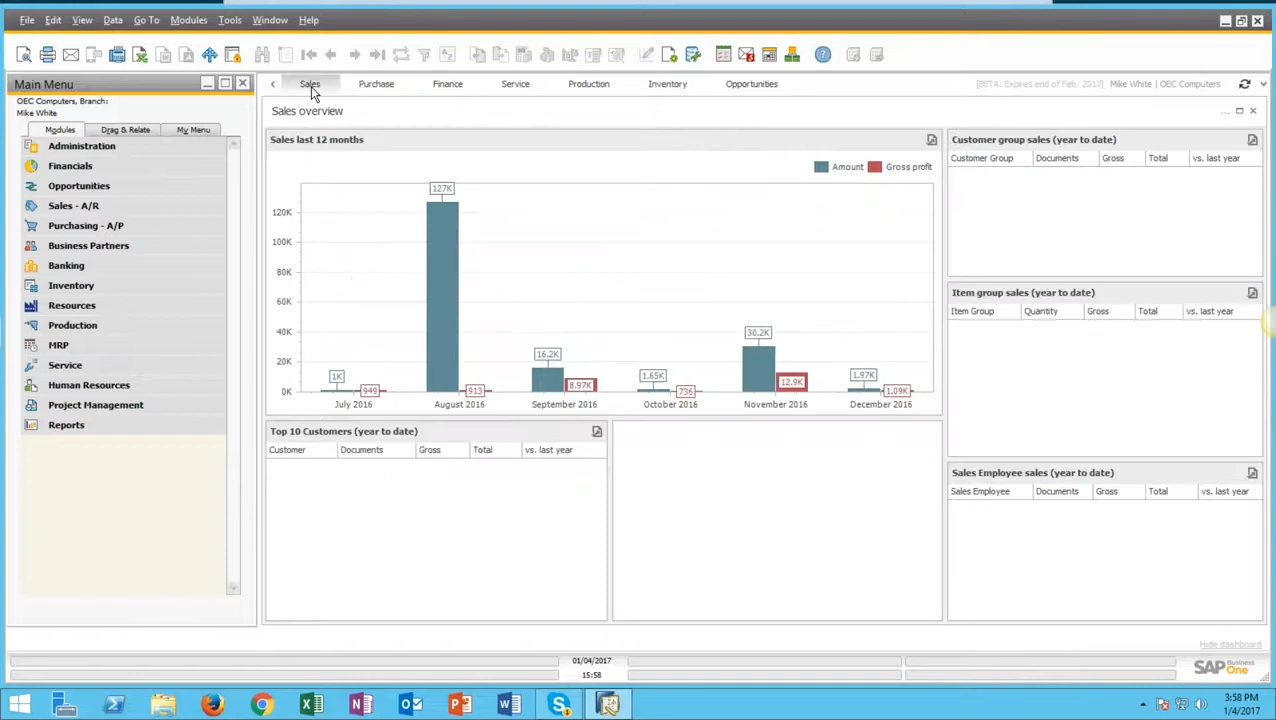 File Edit View Data Go To Modules Tools Window Help
Main Menu
OEC Computers, Branch:
Mike White
Modules Drag & Relate My Menu
Administration
Financials
Opportunities
Sales - A/R
Purchasing - A/P
Business Partners
Banking
Inventory
Resources
Production
MRP
Service
Human Resources
Project Management
Reports
Sales Purchase Finance Service Production Inventory Opportunities [BETA: Expires end of Feb. 2017] Mike White | OEC Computers
Sales overview
Sales last 12 months
Amount Gross profit
120K
100K
80K
60K
40K
20K
0K
1K 949 127K 913 16.2K 8.97K 1.65K 736 30.2K 12.9K 1.97K 1.09K
July 2016 August 2016 September 2016 October 2016 November 2016 December 2016
Top 10 Customers (year to date)
Customer Documents Gross Total vs. last year
Customer group sales (year to date)
Customer Group Documents Gross Total vs. last year
Item group sales (year to date)
Item Group Quantity Gross Total vs. last year
Sales Employee sales (year to date)
Sales Employee Documents Gross Total vs. last year
Hide dashboard
01/04/2017
15:58
SAP Business One
3:58 PM
1/4/2017